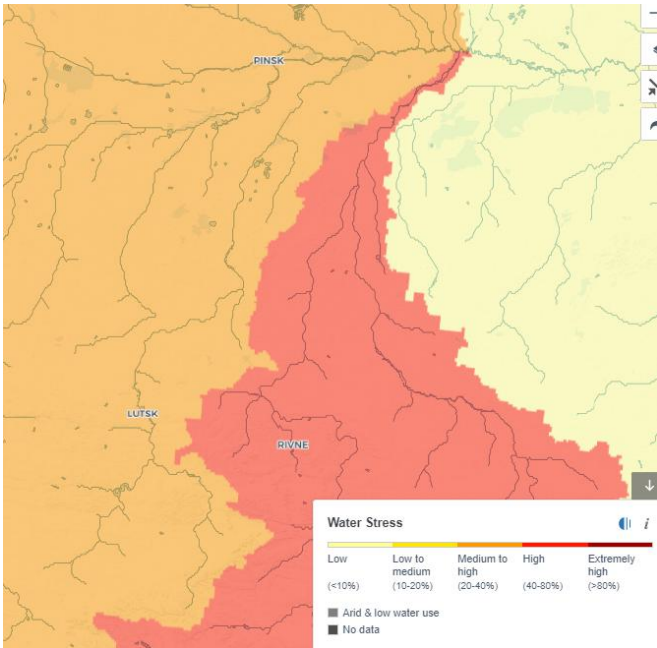 PINSK
LUTSK
RIVNE
Water Stress
i
Low
Low to
medium
Medium to
high
High
Extremely
high
(<10%)
(10-20%)
(20-40%)
(40-80%)
(>80%)
Arid & low water use
No data